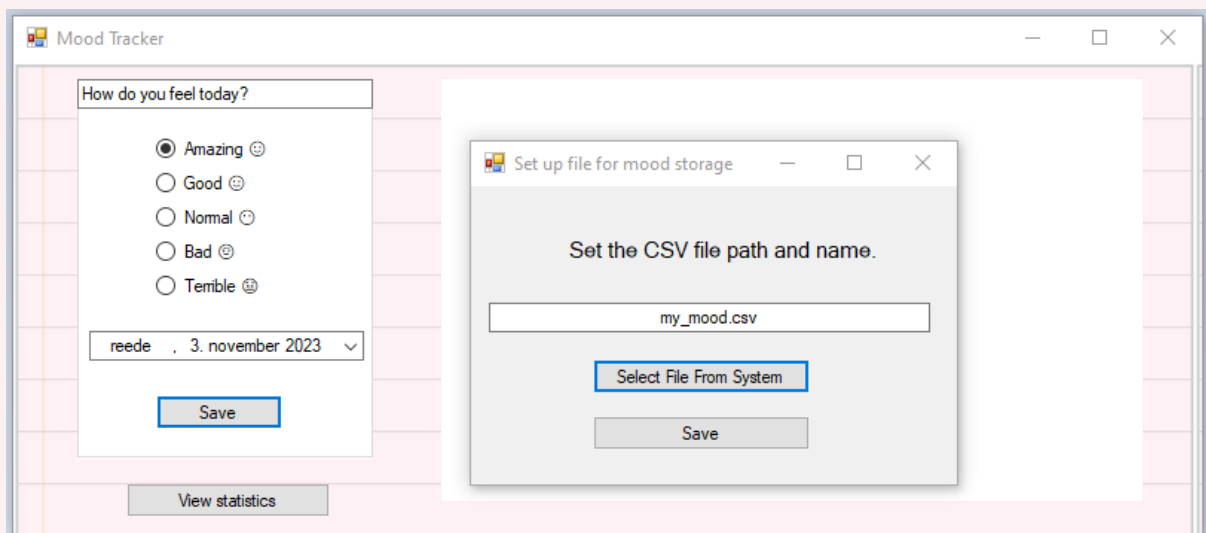 Mood Tracker
How do you feel today?
Amazing 🙂
Good 🙂
Normal 😶
Bad
Terrible
reede , 3. november 2023
Save
View statistics
Set up file for mood storage
Set the CSV file path and name.
my_mood.csv
Select File From System
Save